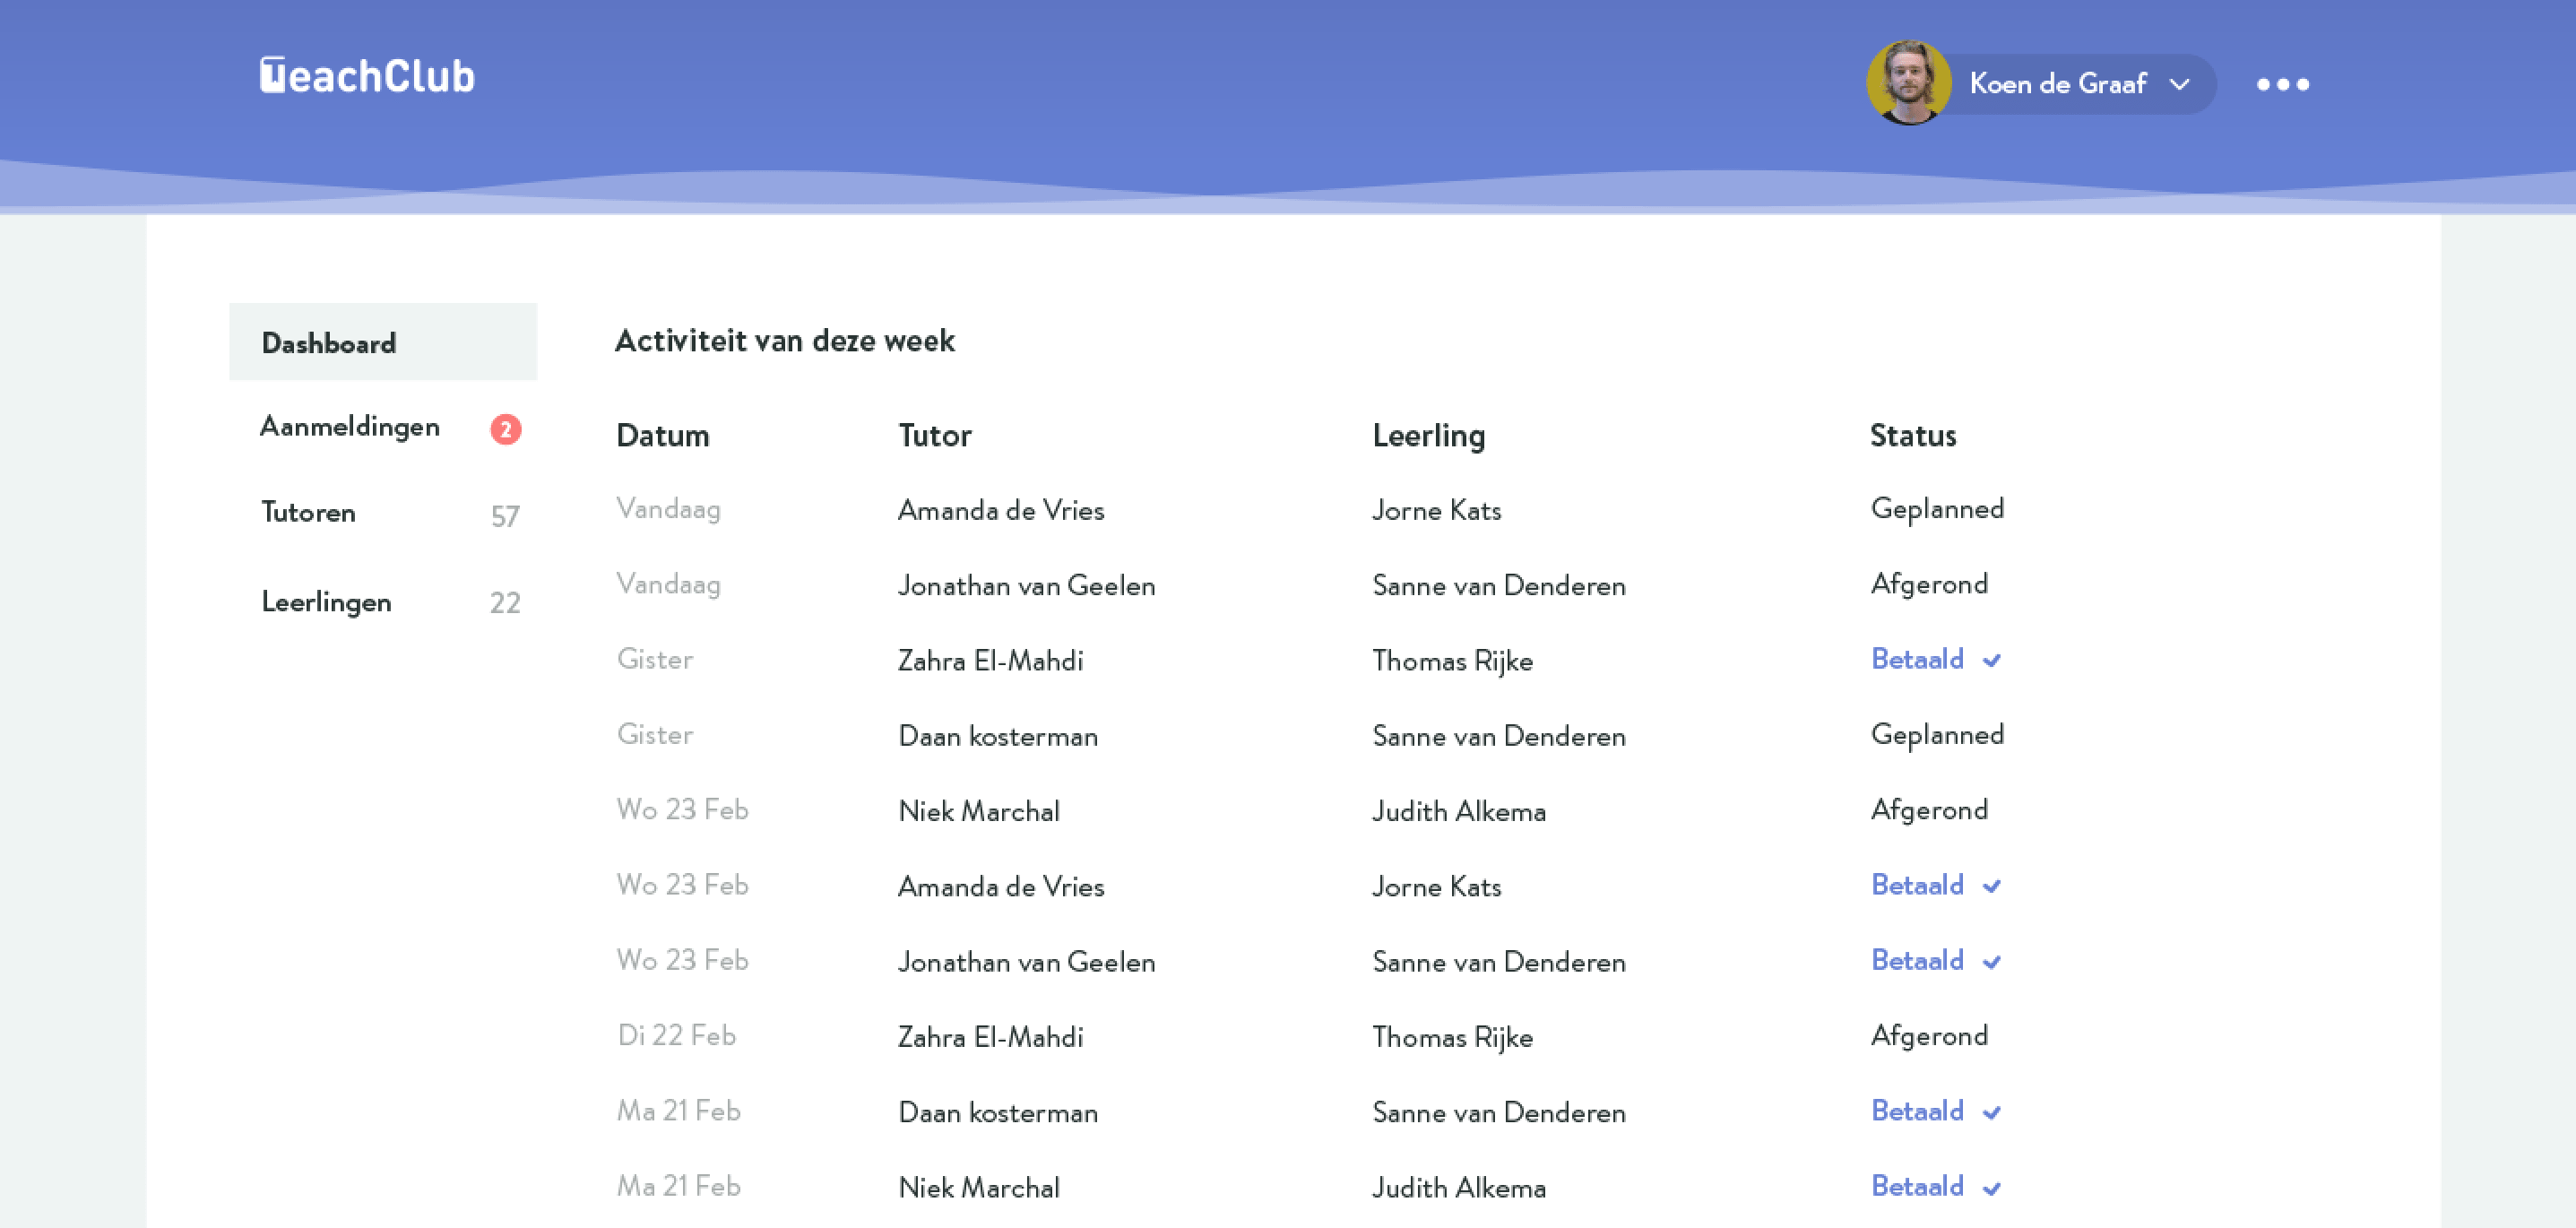 TeachClub
Koen de Graaf
Dashboard
Aanmeldingen 2
Tutoren 57
Leerlingen 22
Activiteit van deze week
Datum Tutor Leerling Status
Vandaag Amanda de Vries Jorne Kats Geplanned
Vandaag Jonathan van Geelen Sanne van Denderen Afgerond
Gister Zahra El-Mahdi Thomas Rijke Betaald
Gister Daan kosterman Sanne van Denderen Geplanned
Wo 23 Feb Niek Marchal Judith Alkema Afgerond
Wo 23 Feb Amanda de Vries Jorne Kats Betaald
Wo 23 Feb Jonathan van Geelen Sanne van Denderen Betaald
Di 22 Feb Zahra El-Mahdi Thomas Rijke Afgerond
Ma 21 Feb Daan kosterman Sanne van Denderen Betaald
Ma 21 Feb Niek Marchal Judith Alkema Betaald